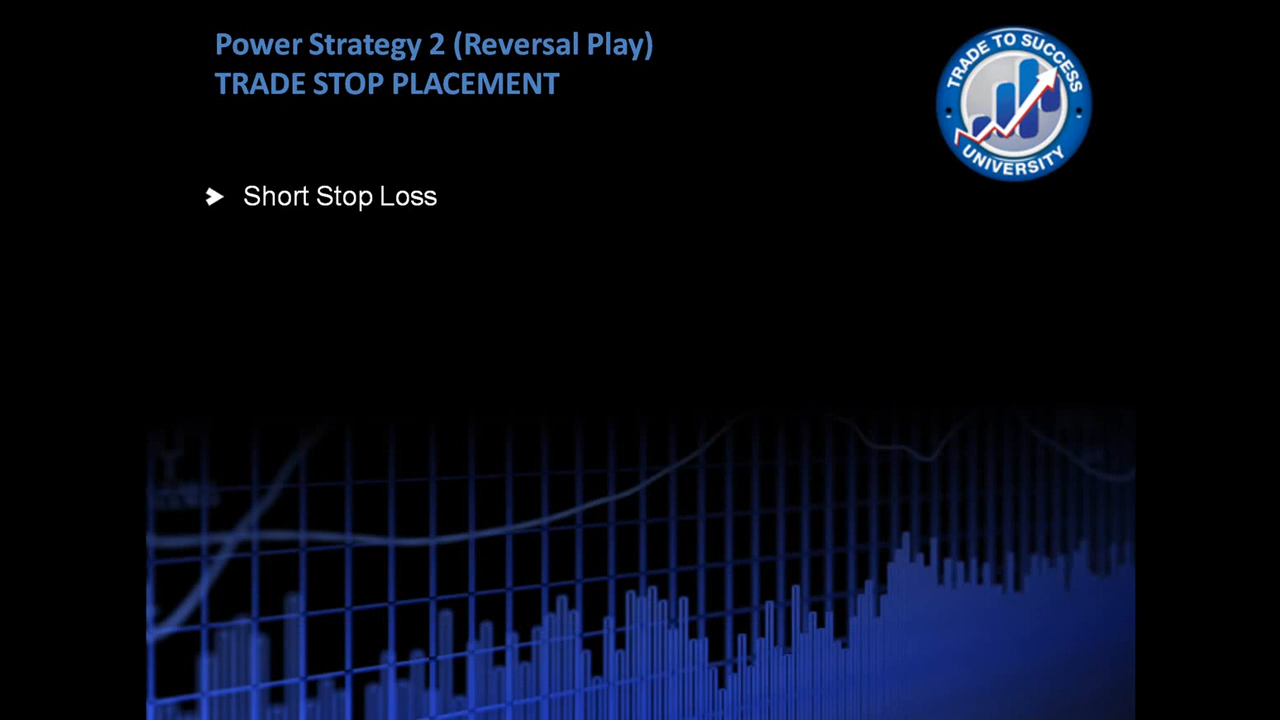 Power Strategy 2 (Reversal Play)
TRADE STOP PLACEMENT
TRADE TO SUCCESS
UNIVERSITY
Short Stop Loss